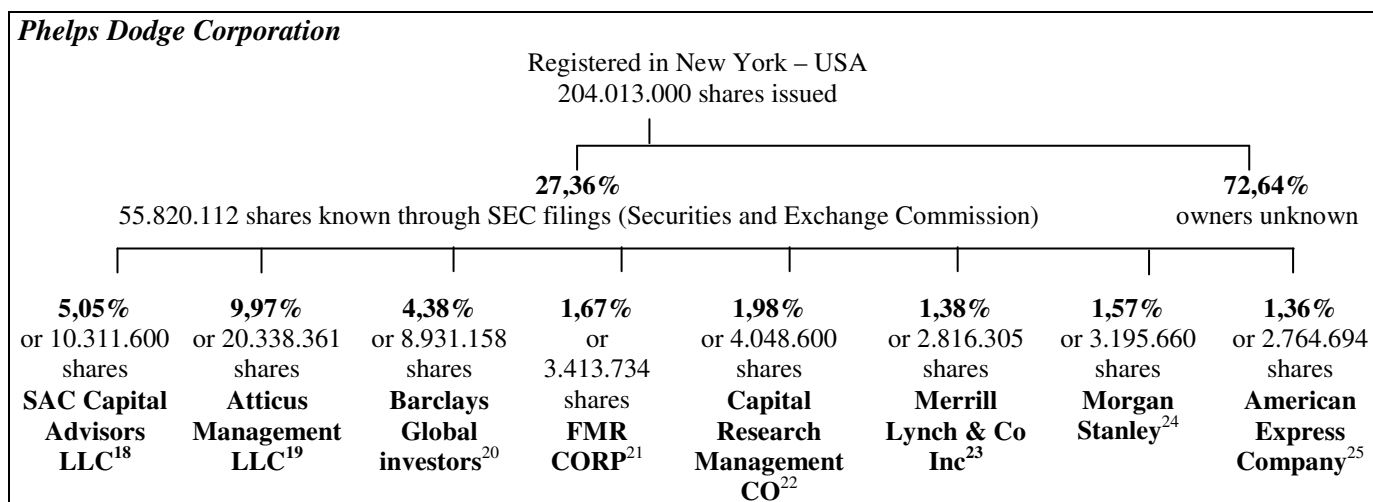 Phelps Dodge Corporation
Registered in New York – USA
204.013.000 shares issued
27,36%
55.820.112 shares known through SEC filings (Securities and Exchange Commission)
72,64%
owners unknown
5,05%
or 10.311.600
shares
SAC Capital
Advisors
LLC18
9,97%
or 20.338.361
shares
Atticus
Management
LLC19
4,38%
or 8.931.158
shares
Barclays
Global
investors20
1,67%
or
3.413.734
shares
FMR
CORP21
1,98%
or 4.048.600
shares
Capital
Research
Management
CO22
1,38%
or 2.816.305
shares
Merrill
Lynch & Co
Inc23
1,57%
or 3.195.660
shares
Morgan
Stanley24
1,36%
or 2.764.694
shares
American
Express
Company25